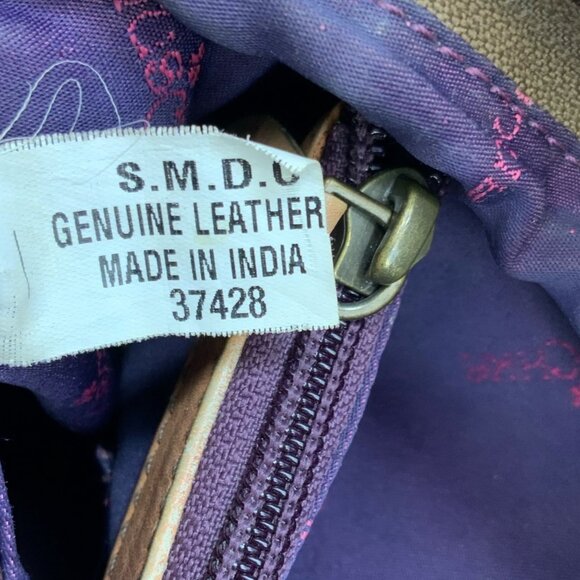 S.M.D.C
GENUINE LEATHER
MADE IN INDIA
37428